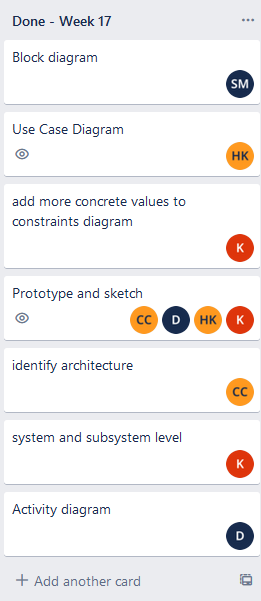 Done - Week 17
Block diagram
SM
Use Case Diagram
HK
add more concrete values to
constraints diagram
K
Prototype and sketch
CC D HK K
identify architecture
CC
system and subsystem level
K
Activity diagram
D
Add another card